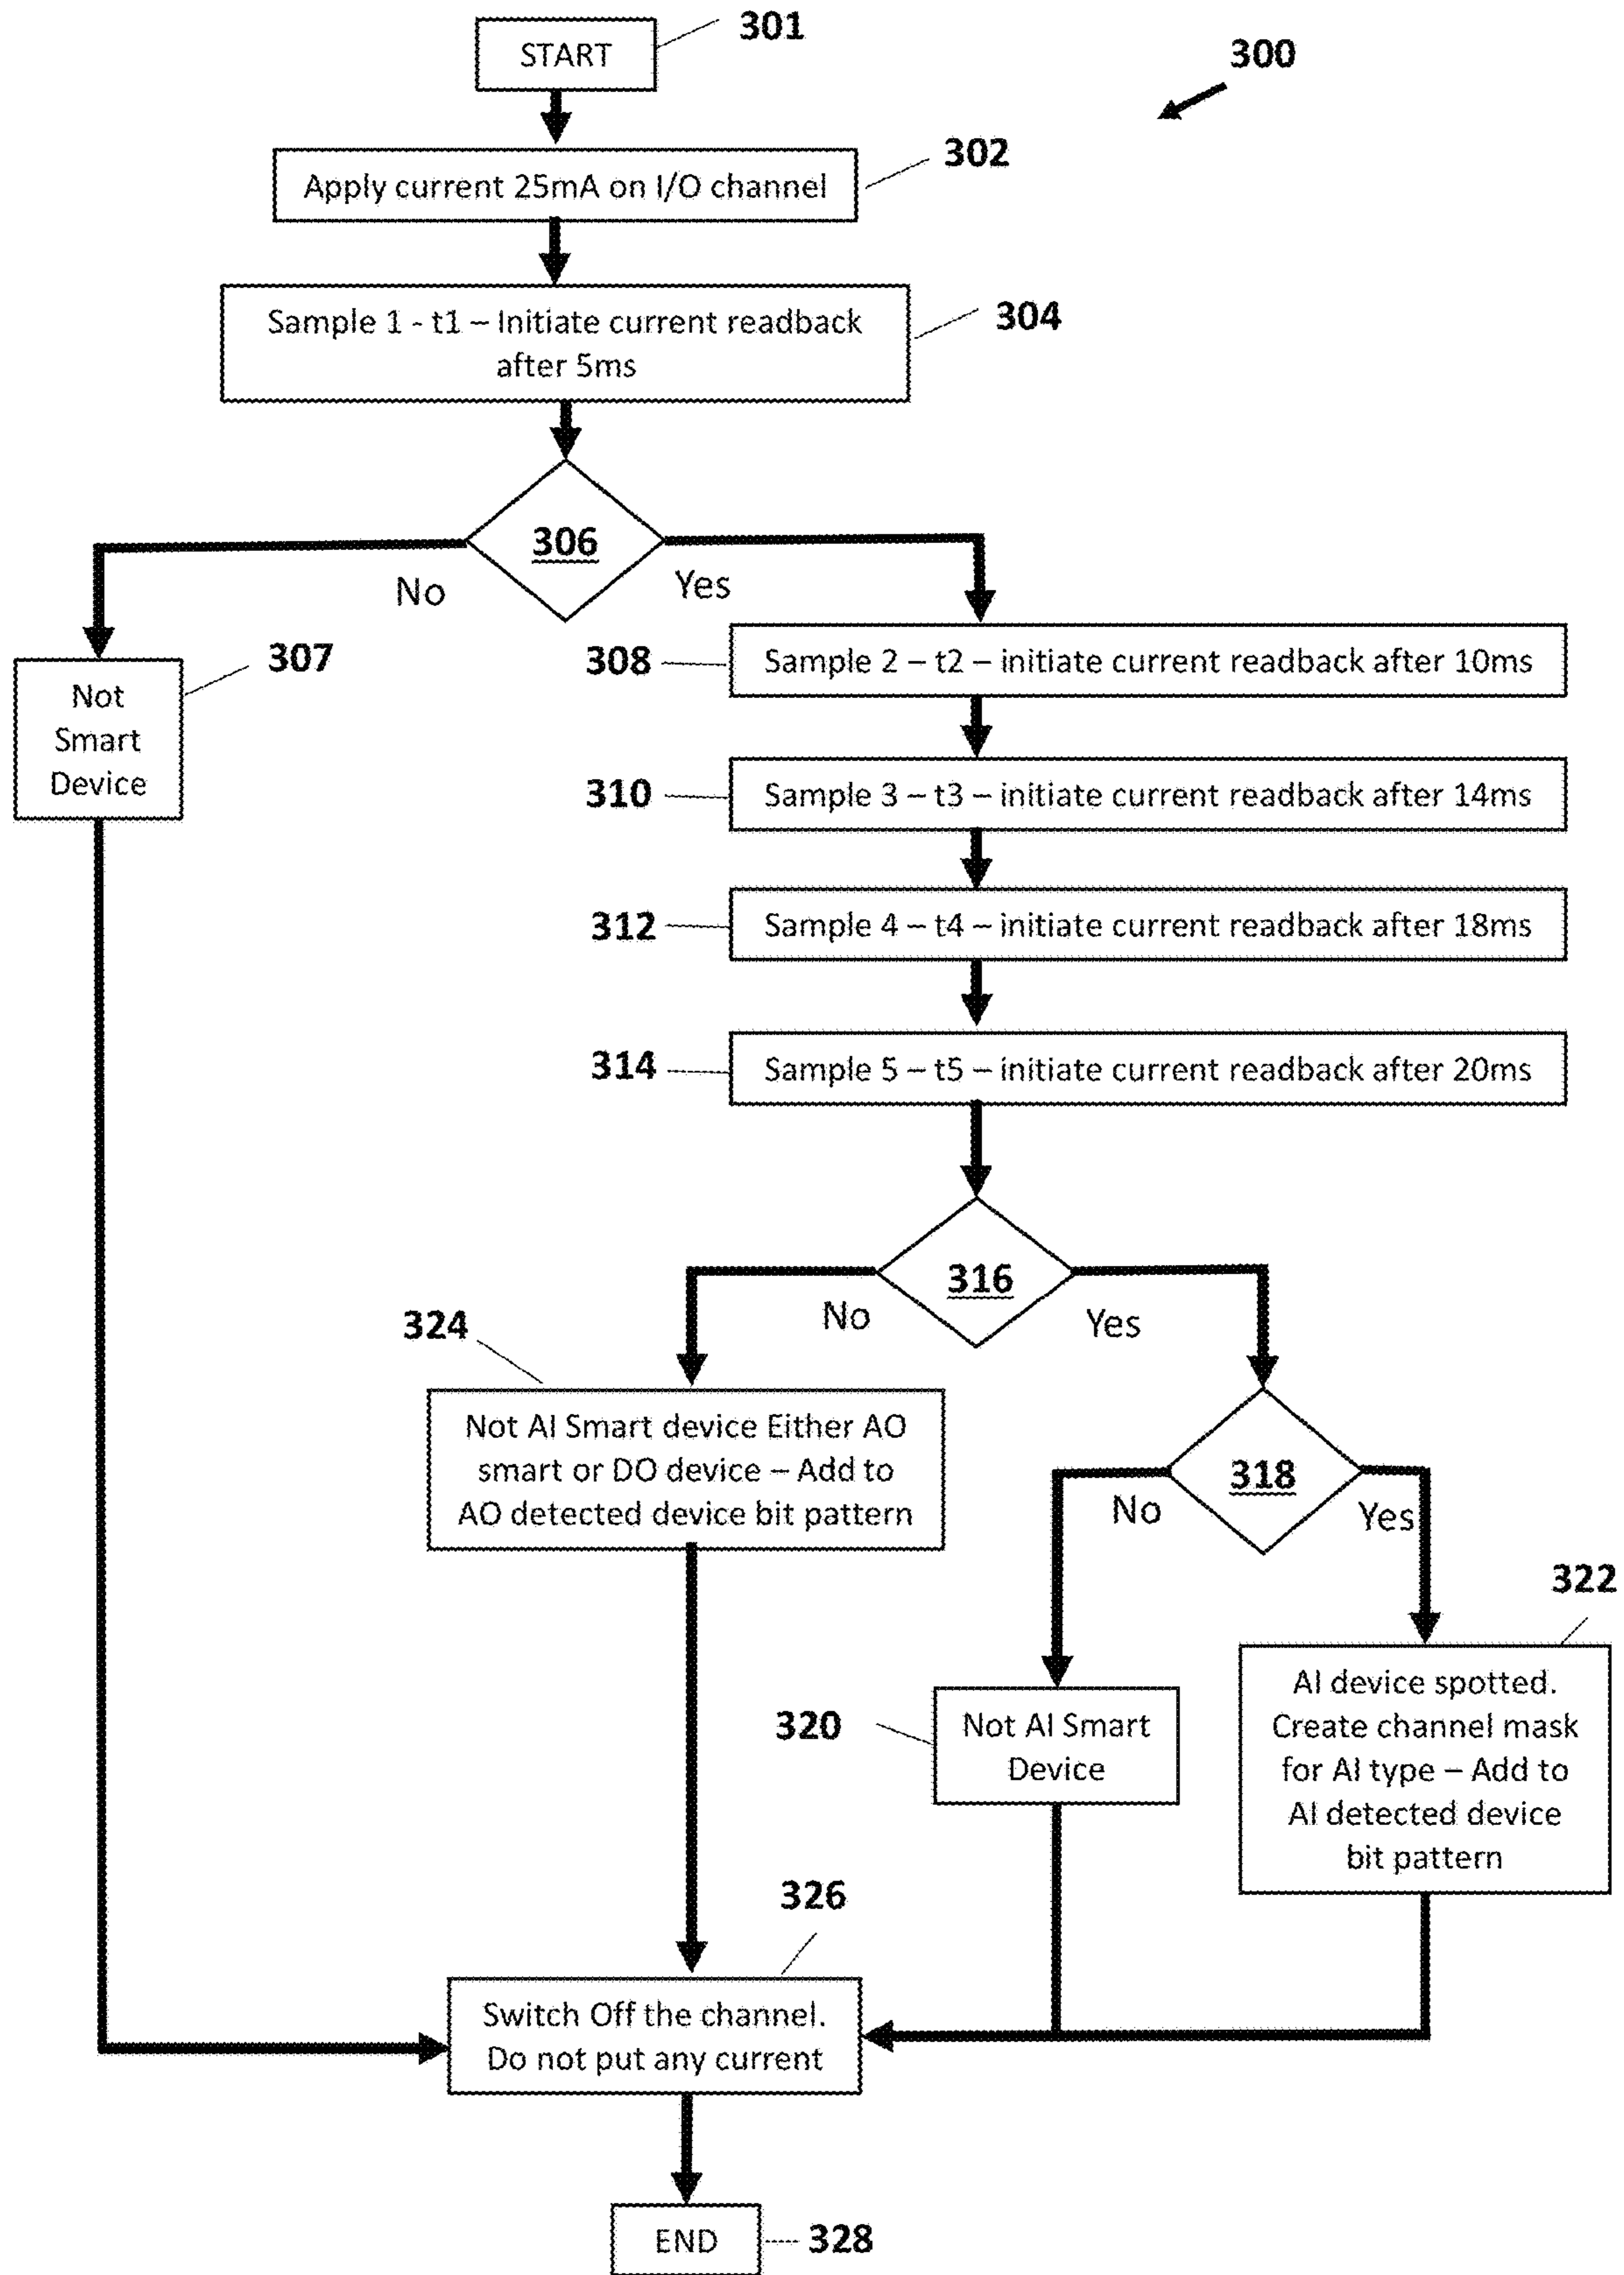 301
START
300
302
Apply current 25mA on I/O channel
304
Sample 1 - t1 – Initiate current readback
after 5ms
306
No
Yes
307
Not
Smart
Device
308
Sample 2 – t2 – initiate current readback after 10ms
310
Sample 3 – t3 – initiate current readback after 14ms
312
Sample 4 – t4 – initiate current readback after 18ms
314
Sample 5 – t5 – initiate current readback after 20ms
316
No
Yes
324
Not AI Smart device Either AO
smart or DO device – Add to
AO detected device bit pattern
318
No
Yes
322
AI device spotted.
Create channel mask
for AI type – Add to
AI detected device
bit pattern
320
Not AI Smart
Device
326
Switch Off the channel.
Do not put any current
END
328